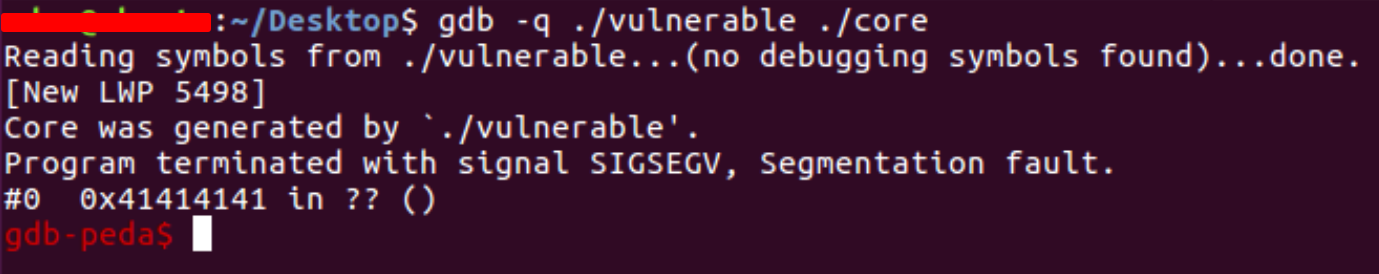 :~/Desktop$ gdb -q ./vulnerable ./core
Reading symbols from ./vulnerable...(no debugging symbols found)...done.
[New LWP 5498]
Core was generated by `./vulnerable'.
Program terminated with signal SIGSEGV, Segmentation fault.
#0  0x41414141 in ?? ()
gdb-peda$